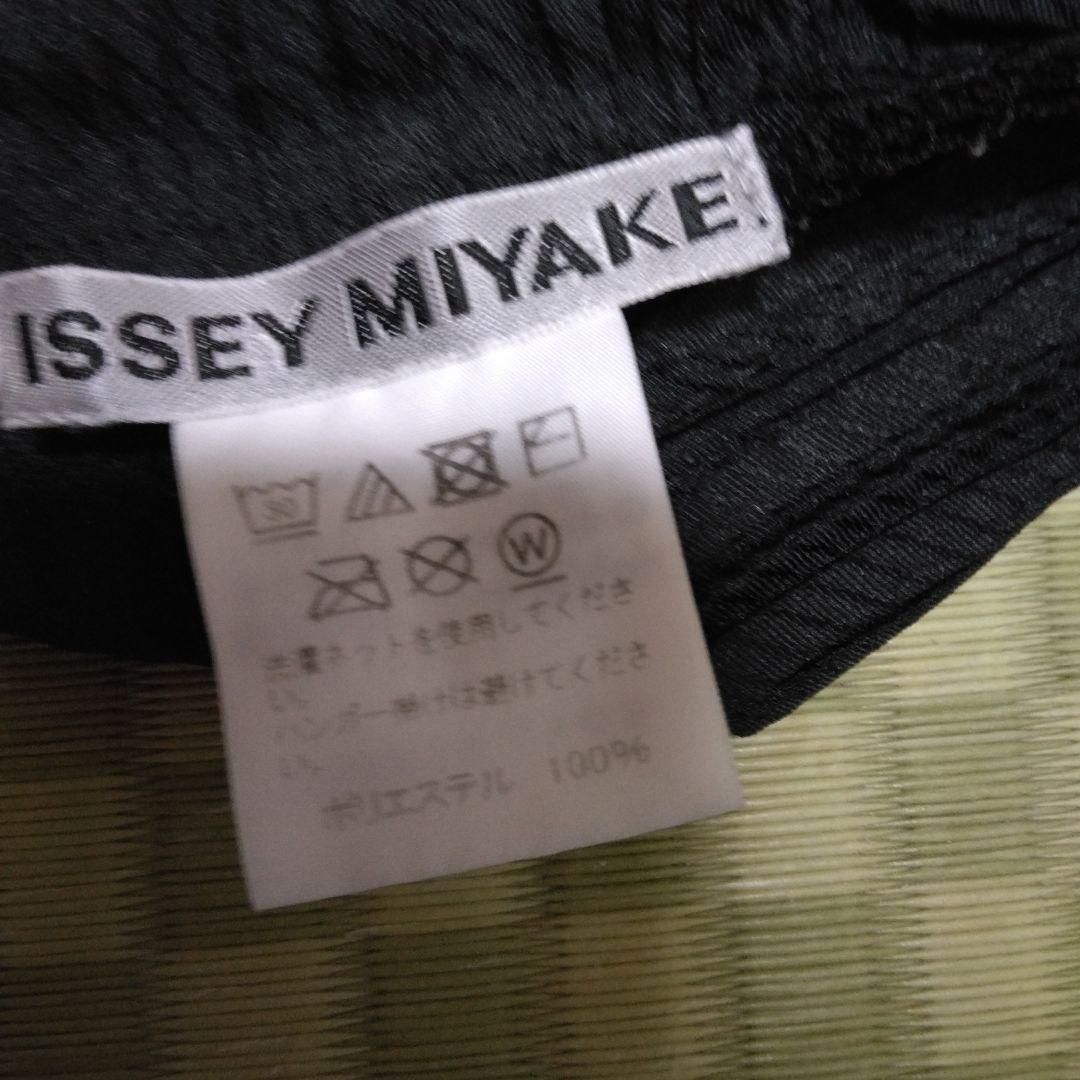 ISSEY MIYAKE
30
W
洗濯ネットを使用してくださ
い。
ハンガー掛けは避けてくださ
い。
ポリエステル 100%